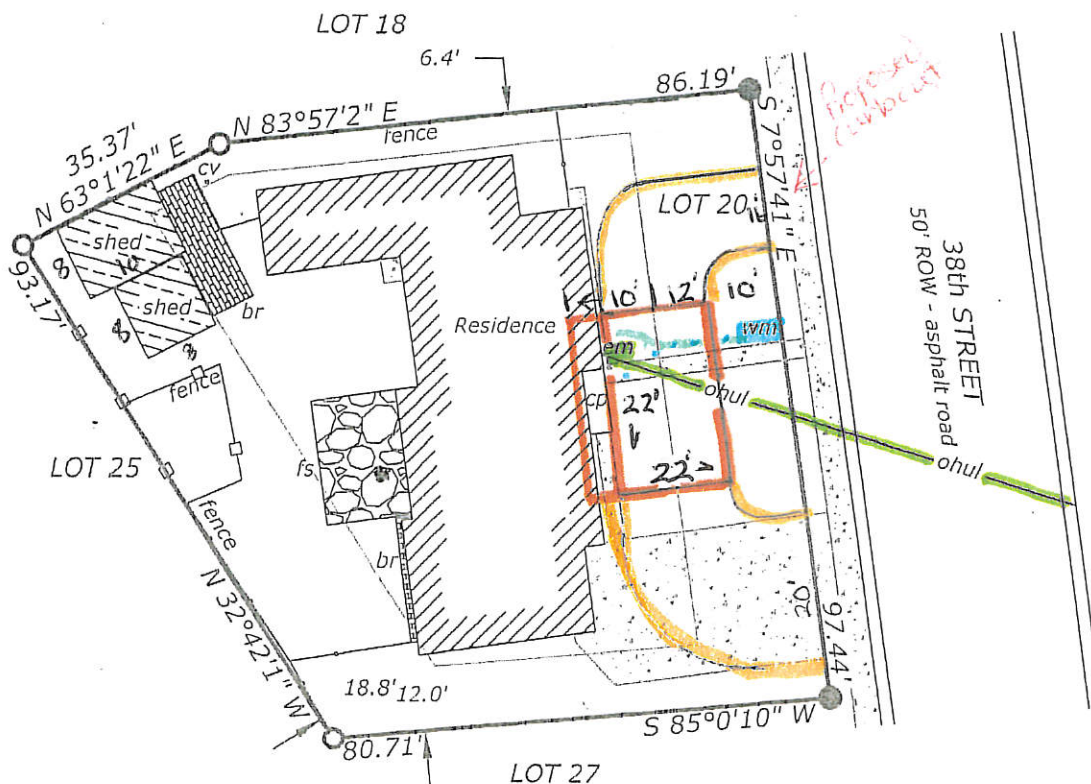 LOT 18
6.4'
86.19'
Proposed
Curbcut
N 83°57'2" E
fence
35.37'
N 63°1'22" E
cv
S 7°57'41" E
LOT 20
12'
shed
8
10
shed
8
8
br
93.17'
Residence
10'
12'
10'
wm
em
cp
22'
22'
ohul
ohul
38th STREET
50' ROW - asphalt road
fence
LOT 25
fs
fence
br
N 32°42'1" W
20'
97.44'
18.8'
12.0'
80.71'
S 85°0'10" W
LOT 27